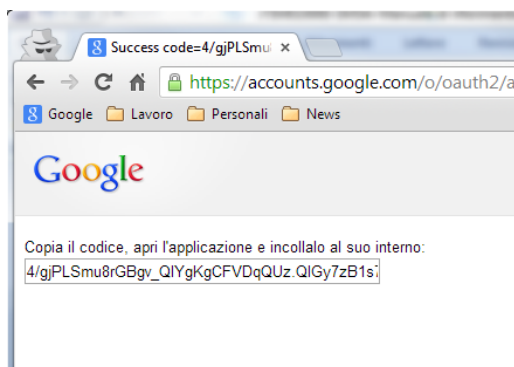 Success code=4/gjPLSmu
https://accounts.google.com/o/oauth2/a
Google Lavoro Personali News
Google
Copia il codice, apri l'applicazione e incollalo al suo interno:
4/gjPLSmu8rGBgv_QlYgKgCFVDqQUz.QlGy7zB1s7